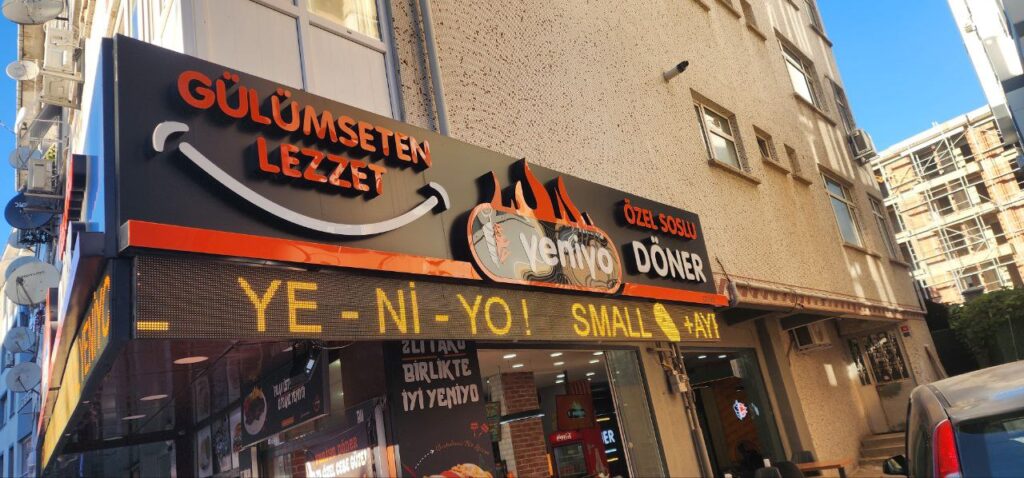 GÜLÜMSETEN
LEZZET
yeniyo
ÖZEL SOSLU
DÖNER
YE - Nİ - YO! SMALL +AYI
BİRLİKTE
İYİ YENİYO